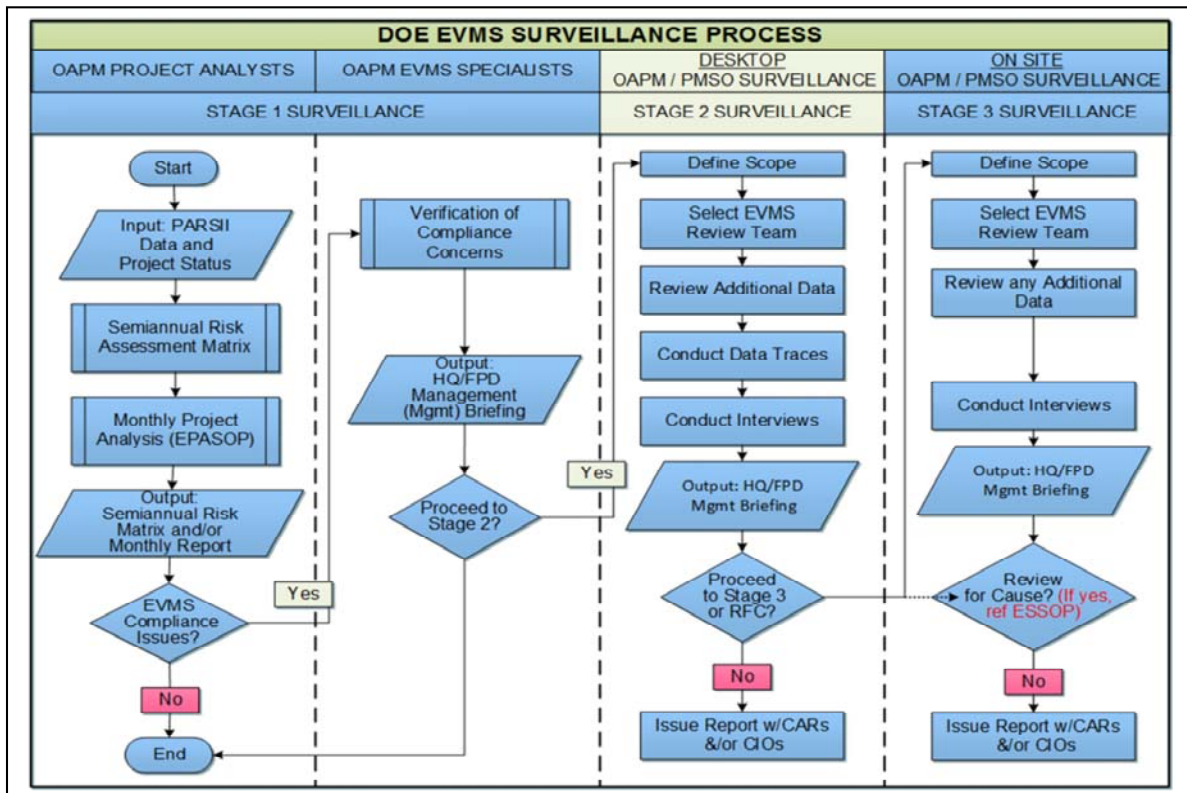 DOE EVMS SURVEILLANCE PROCESS
OAPM PROJECT ANALYSTS
OAPM EVMS SPECIALISTS
DESKTOP
OAPM / PMSO SURVEILLANCE
ON SITE
OAPM / PMSO SURVEILLANCE
STAGE 1 SURVEILLANCE
STAGE 2 SURVEILLANCE
STAGE 3 SURVEILLANCE
Start
Input: PARSII
Data and
Project Status
Semiannual Risk
Assessment Matrix
Monthly Project
Analysis (EPASOP)
Output:
Semiannual Risk
Matrix and/or
Monthly Report
EVMS
Compliance
Issues?
Yes
No
End
Verification of
Compliance
Concerns
Output:
HQ/FPD
Management
(Mgmt) Briefing
Proceed to
Stage 2?
Yes
Define Scope
Select EVMS
Review Team
Review Additional Data
Conduct Data Traces
Conduct Interviews
Output: HQ/FPD
Mgmt Briefing
Proceed
to Stage 3
or RFC?
No
Issue Report w/CARs
&/or CIOs
Define Scope
Select EVMS
Review Team
Review any Additional
Data
Conduct Interviews
Output: HQ/FPD
Mgmt Briefing
Review
for Cause? (If yes,
ref ESSOP)
No
Issue Report w/CARs
&/or CIOs